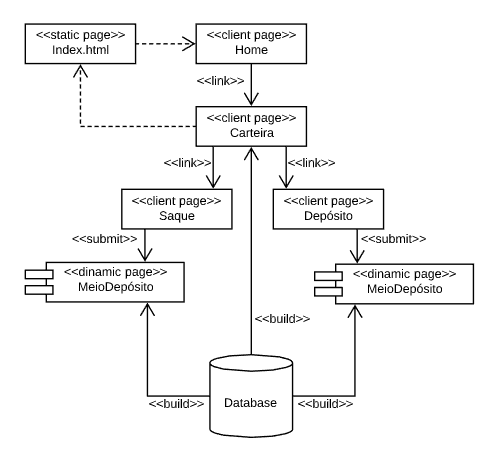 <<static page>>
Index.html
<<client page>>
Home
<<link>>
<<client page>>
Carteira
<<link>>
<<link>>
<<client page>>
Saque
<<client page>>
Depósito
<<submit>>
<<submit>>
<<dinamic page>>
MeioDepósito
<<dinamic page>>
MeioDepósito
<<build>>
Database
<<build>>
<<build>>